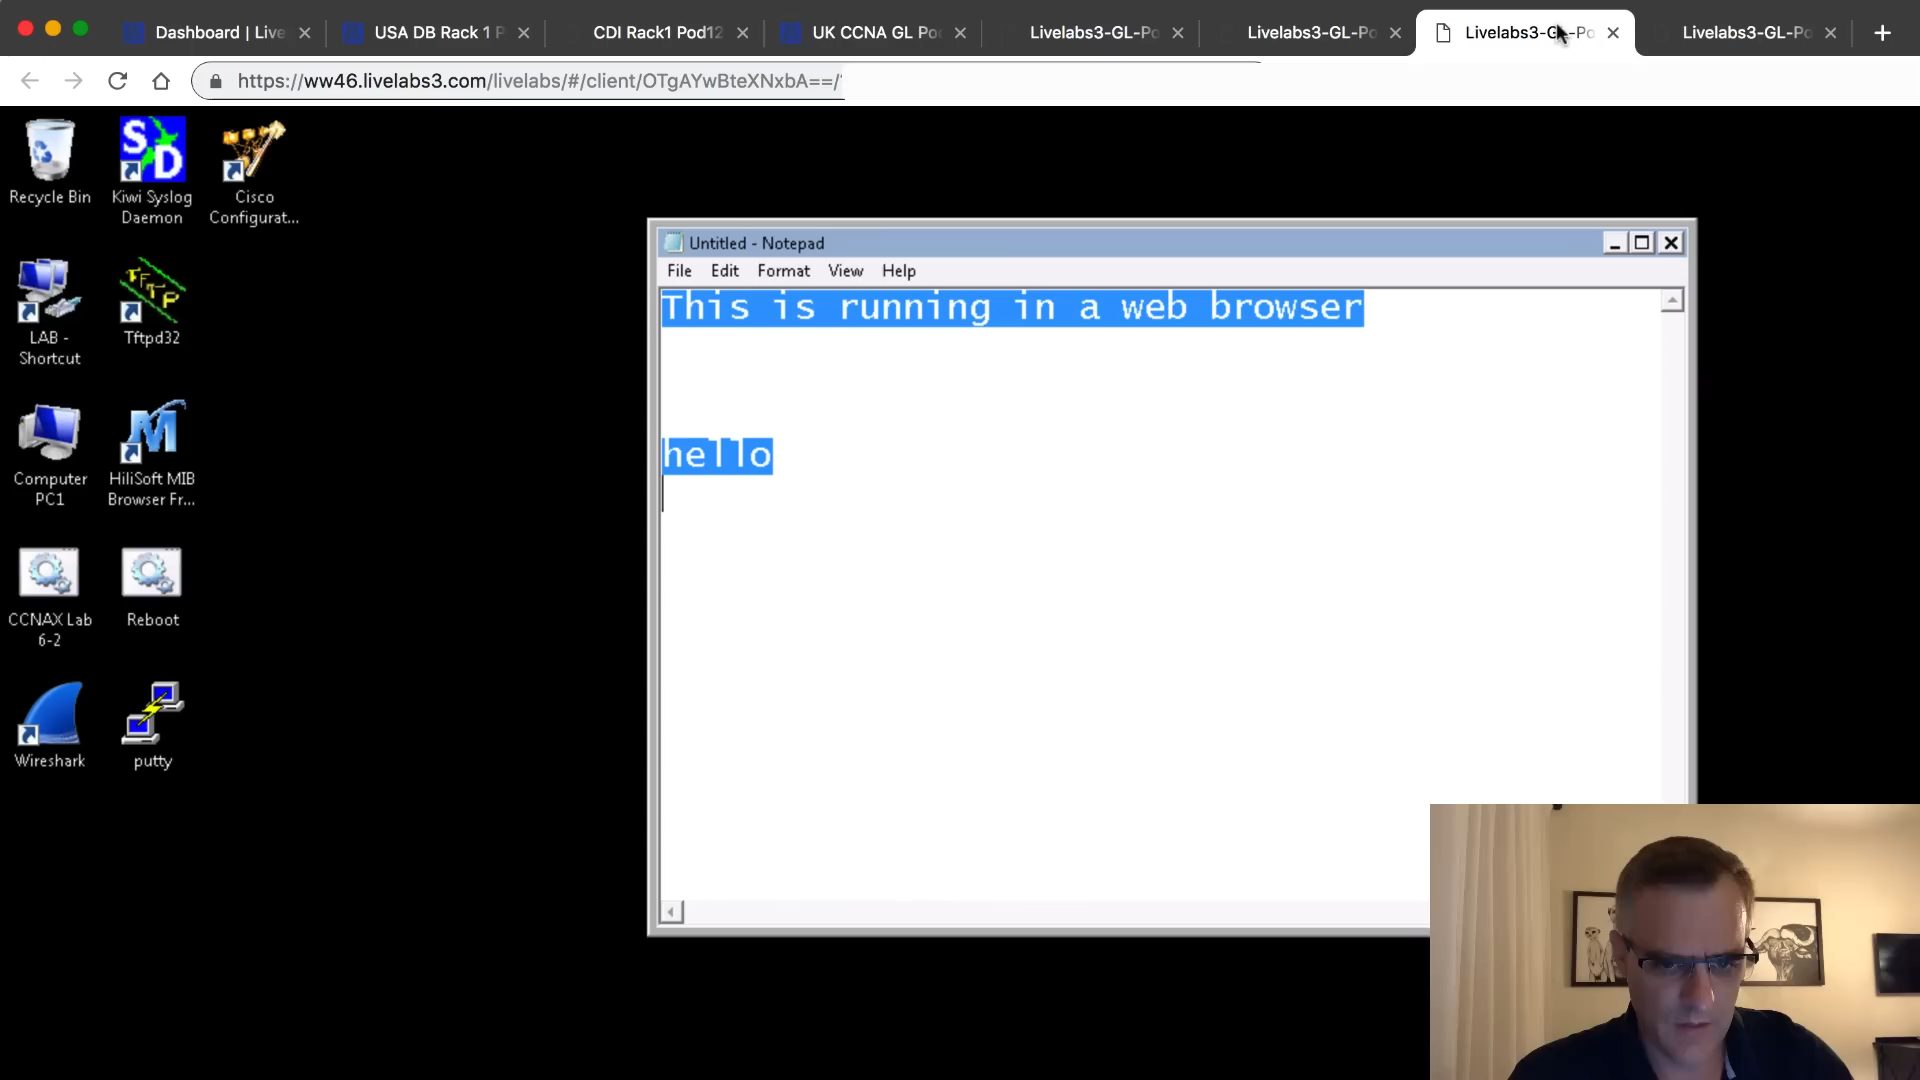 Dashboard | Live
USA DB Rack 1 P
CDI Rack1 Pod12
UK CCNA GL Po
Livelabs3-GL-Po
Livelabs3-GL-Po
Livelabs3-GL-Po
Livelabs3-GL-Po
https://ww46.livelabs3.com/livelabs/#/client/OTgAYwBteXNxbA==/
Recycle Bin
Kiwi Syslog
Daemon
Cisco
Configurat...
LAB -
Shortcut
Tftpd32
Computer
PC1
HiliSoft MIB
Browser Fr...
CCNAX Lab
6-2
Reboot
Wireshark
putty
Untitled - Notepad
File Edit Format View Help
This is running in a web browser
hello